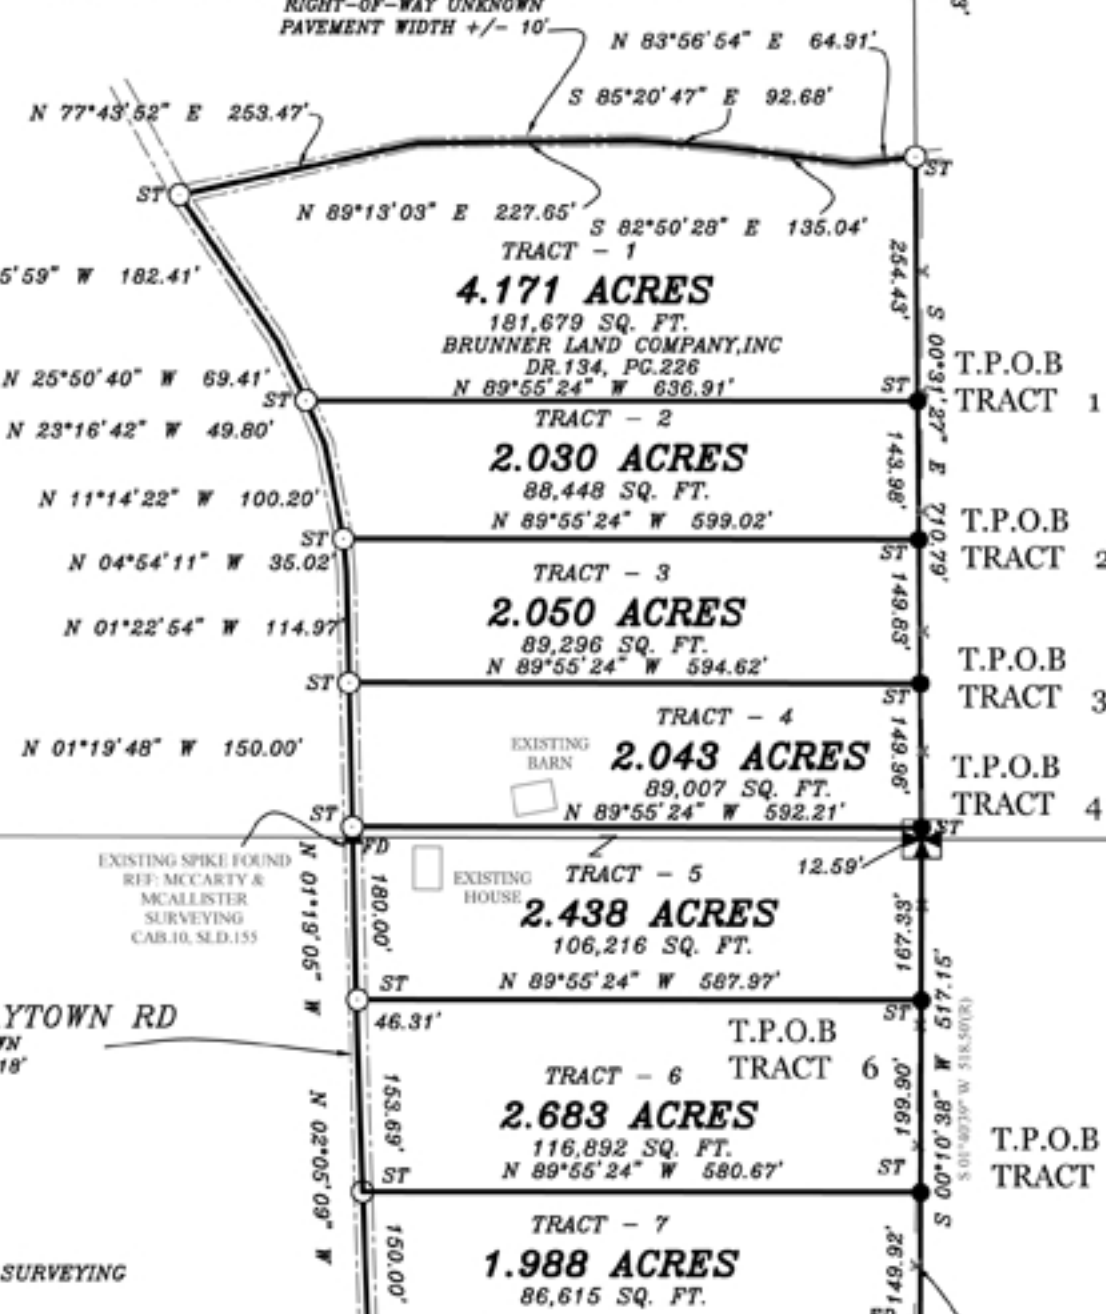 RIGHT-OF-WAY UNKNOWN
PAVEMENT WIDTH +/- 10'
N 83°56'54" E 64.91'
S 85°20'47" E 92.68'
N 77°43'52" E 253.47'
ST
ST
N 89°13'03" E 227.65'
S 82°50'28" E 135.04'
TRACT - 1
4.171 ACRES
181,679 SQ. FT.
BRUNNER LAND COMPANY,INC
DR.134, PG.226
N 89°55'24" W 636.91'
5'59" W 182.41'
254.43'
S 00°31'27" E 710.79'
T.P.O.B
TRACT 1
N 25°50'40" W 69.41'
ST
ST
N 23°16'42" W 49.80'
TRACT - 2
2.030 ACRES
88,448 SQ. FT.
N 89°55'24" W 599.02'
143.98'
N 11°14'22" W 100.20'
ST
ST
T.P.O.B
TRACT 2
N 04°54'11" W 35.02'
TRACT - 3
2.050 ACRES
89,296 SQ. FT.
N 89°55'24" W 594.62'
149.83'
N 01°22'54" W 114.97'
ST
ST
T.P.O.B
TRACT 3
TRACT - 4
2.043 ACRES
89,007 SQ. FT.
N 89°55'24" W 592.21'
149.96'
EXISTING
BARN
N 01°19'48" W 150.00'
ST
ST
T.P.O.B
TRACT 4
FD
EXISTING SPIKE FOUND
REF: MCCARTY &
MCALLISTER
SURVEYING
CAB.10, SLD.155
N 01°19'05" W
180.00'
EXISTING
HOUSE
12.59'
TRACT - 5
2.438 ACRES
106,216 SQ. FT.
N 89°55'24" W 587.97'
167.33'
ST
ST
46.31'
S 00°10'38" W 517.15'
S 01°40'39" W 518.50'(R)
YTOWN RD
WN
18'
T.P.O.B
TRACT 6
TRACT - 6
2.683 ACRES
116,892 SQ. FT.
N 89°55'24" W 580.67'
199.90'
153.69'
N 02°05'09" W
ST
ST
T.P.O.B
TRACT
TRACT - 7
1.988 ACRES
86,615 SQ. FT.
150.00'
149.92'
SURVEYING